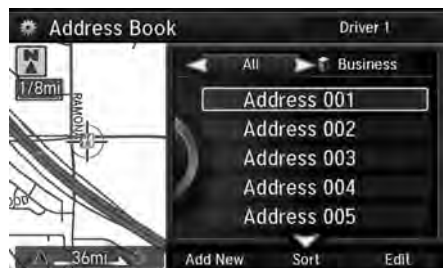 Address Book
Driver 1
N
1/8mi
RAMON
All
Business
Address 001
Address 002
Address 003
Address 004
Address 005
36mi
Add New
Sort
Edit